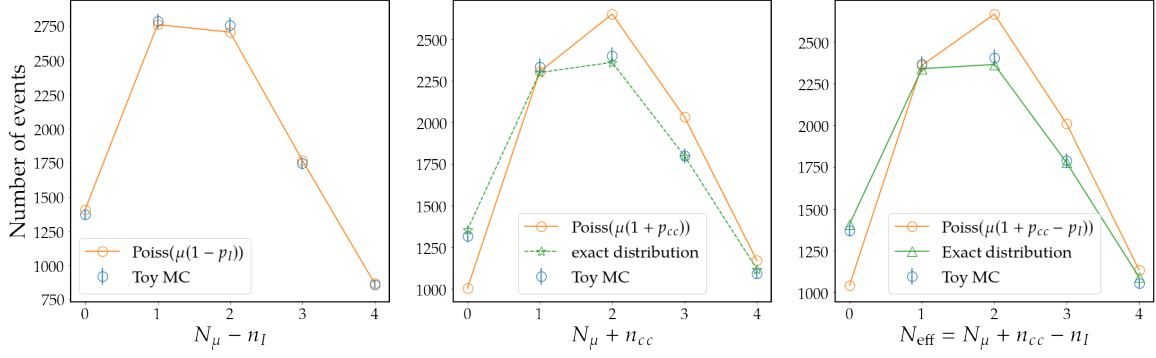 Number of events
2750
2500
2250
2000
1750
1500
1250
1000
750
0 1 2 3 4
Poiss(μ(1 − p_I))
Toy MC
N_μ − n_I
2500
2250
2000
1750
1500
1250
1000
0 1 2 3 4
Poiss(μ(1 + p_cc))
exact distribution
Toy MC
N_μ + n_cc
2500
2250
2000
1750
1500
1250
1000
0 1 2 3 4
Poiss(μ(1 + p_cc − p_I))
Exact distribution
Toy MC
N_eff = N_μ + n_cc − n_I